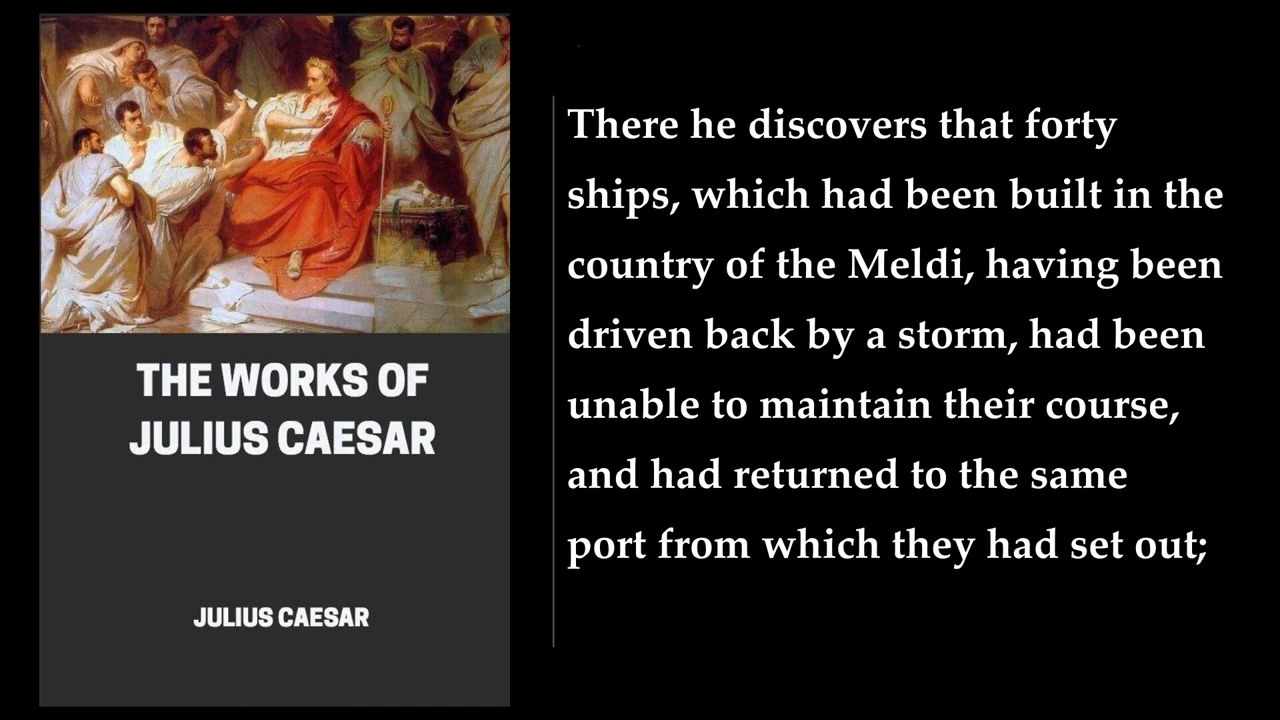 THE WORKS OF
JULIUS CAESAR
JULIUS CAESAR
There he discovers that forty
ships, which had been built in the
country of the Meldi, having been
driven back by a storm, had been
unable to maintain their course,
and had returned to the same
port from which they had set out;